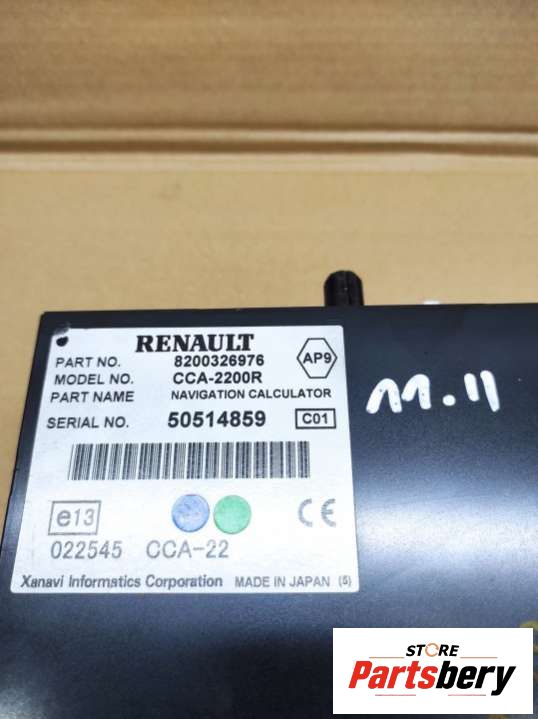 RENAULT
PART NO. 8200326976 AP9
MODEL NO. CCA-2200R
PART NAME NAVIGATION CALCULATOR
SERIAL NO. 50514859 C01
e13 CE
022545 CCA-22
Xanavi Informatics Corporation MADE IN JAPAN (5)
11.11
STORE
Partsbery